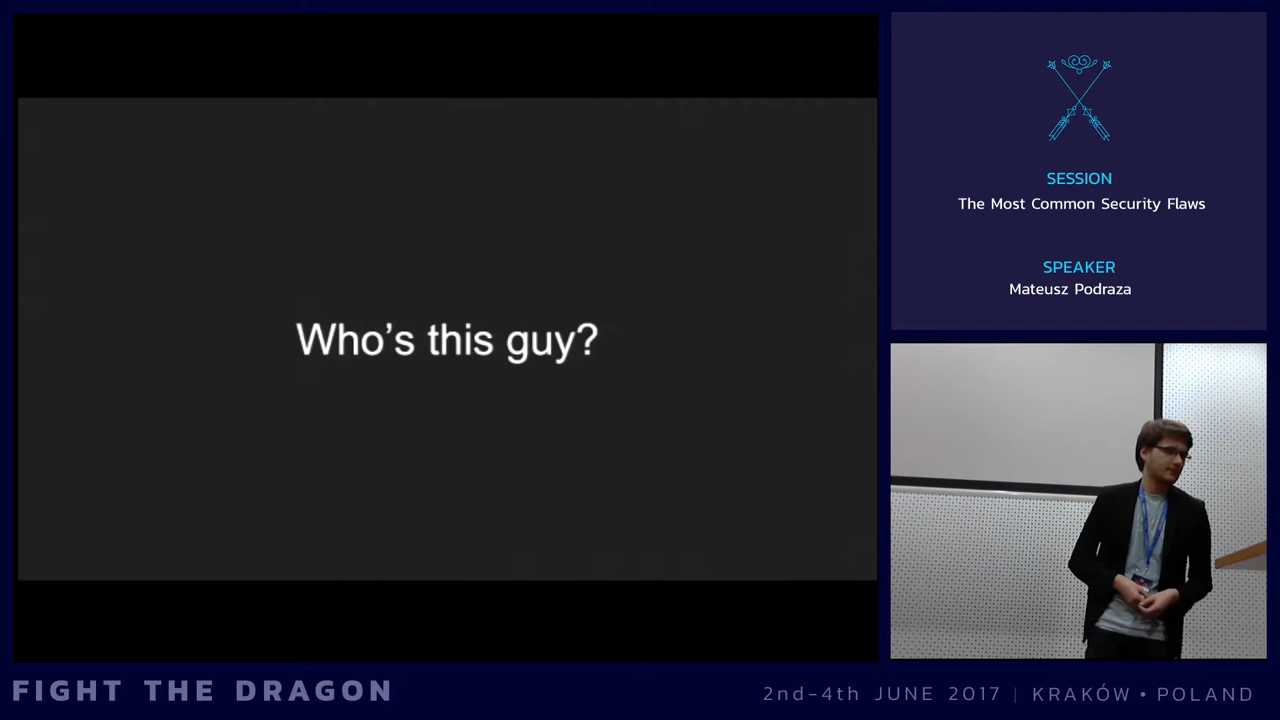 Who's this guy?
SESSION
The Most Common Security Flaws
SPEAKER
Mateusz Podraza
FIGHT THE DRAGON
2nd-4th JUNE 2017 | KRAKÓW • POLAND